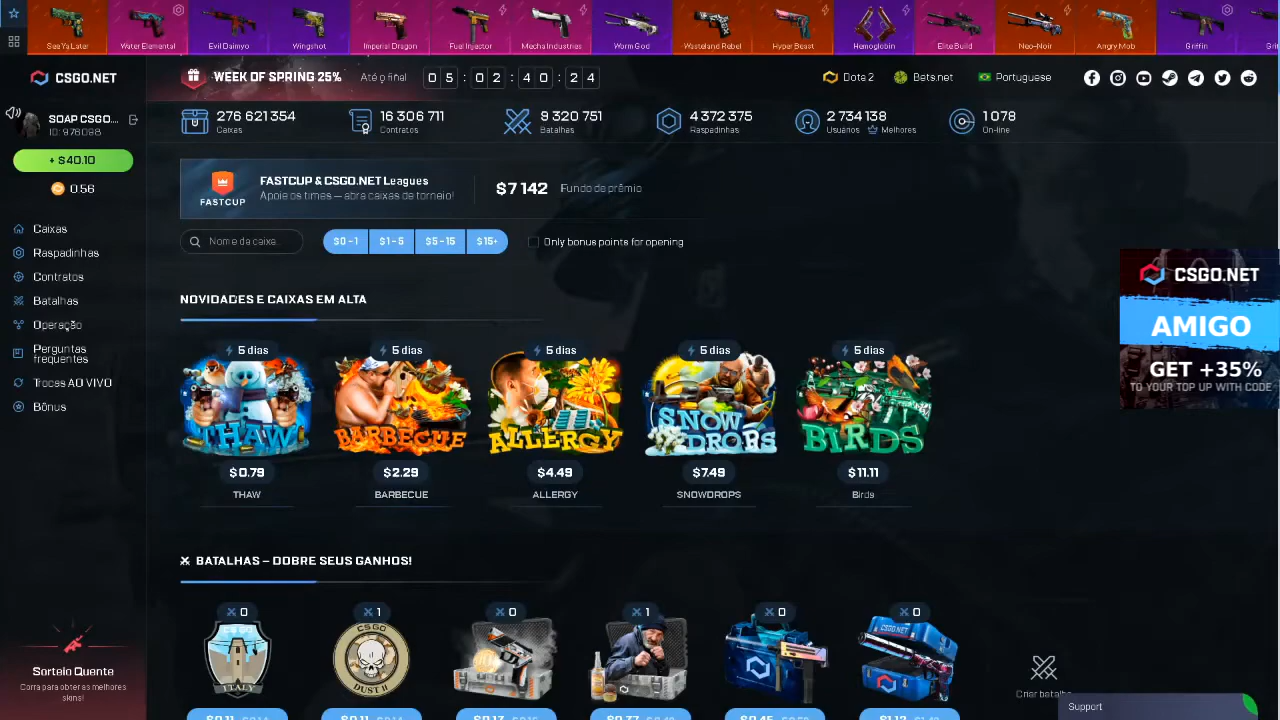 See Ya Later
Water Elemental
Evil Daimyo
Wingshot
Imperial Dragon
Fuel Injector
Mecha Industries
Worm God
Wasteland Rebel
Hyper Beast
Hemoglobin
Elite Build
Neo-Noir
Angry Mob
Griffin
CSGO.NET
WEEK OF SPRING 25%
Até o final
05:02:40:24
Dota 2
Bets.net
Portuguese
SOAP CSGO....
ID: 976098
+ $40.10
0.56
276 621 354
Caixas
16 306 711
Contratos
9 320 751
Batalhas
4 372 375
Raspadinhas
2 734 138
Usuários
Melhores
1 078
On-line
FASTCUP
FASTCUP & CSGO.NET Leagues
Apoie os times — abra caixas de torneio!
$7 142
Fundo de prêmio
Nome de caixa...
$0 - 1
$1 - 5
$5 - 15
$15+
Only bonus points for opening
Caixas
Raspadinhas
Contratos
Batalhas
Operação
Perguntas
frequentes
Trocas AO VIVO
Bônus
NOVIDADES E CAIXAS EM ALTA
5 dias
5 dias
5 dias
5 dias
5 dias
THAW
BARBECUE
ALLERGY
SNOW
DROPS
BIRDS
$0.79
$2.29
$4.49
$7.49
$11.11
THAW
BARBECUE
ALLERGY
SNOWDROPS
Birds
CSGO.NET
AMIGO
GET +35%
TO YOUR TOP UP WITH CODE
BATALHAS – DOBRE SEUS GANHOS!
0
1
0
1
0
0
ITALY
CSGO
DUST II
CSGO.NET
Criar batalha
Sorteio Quente
Corra para obter as melhores
skins!
Support